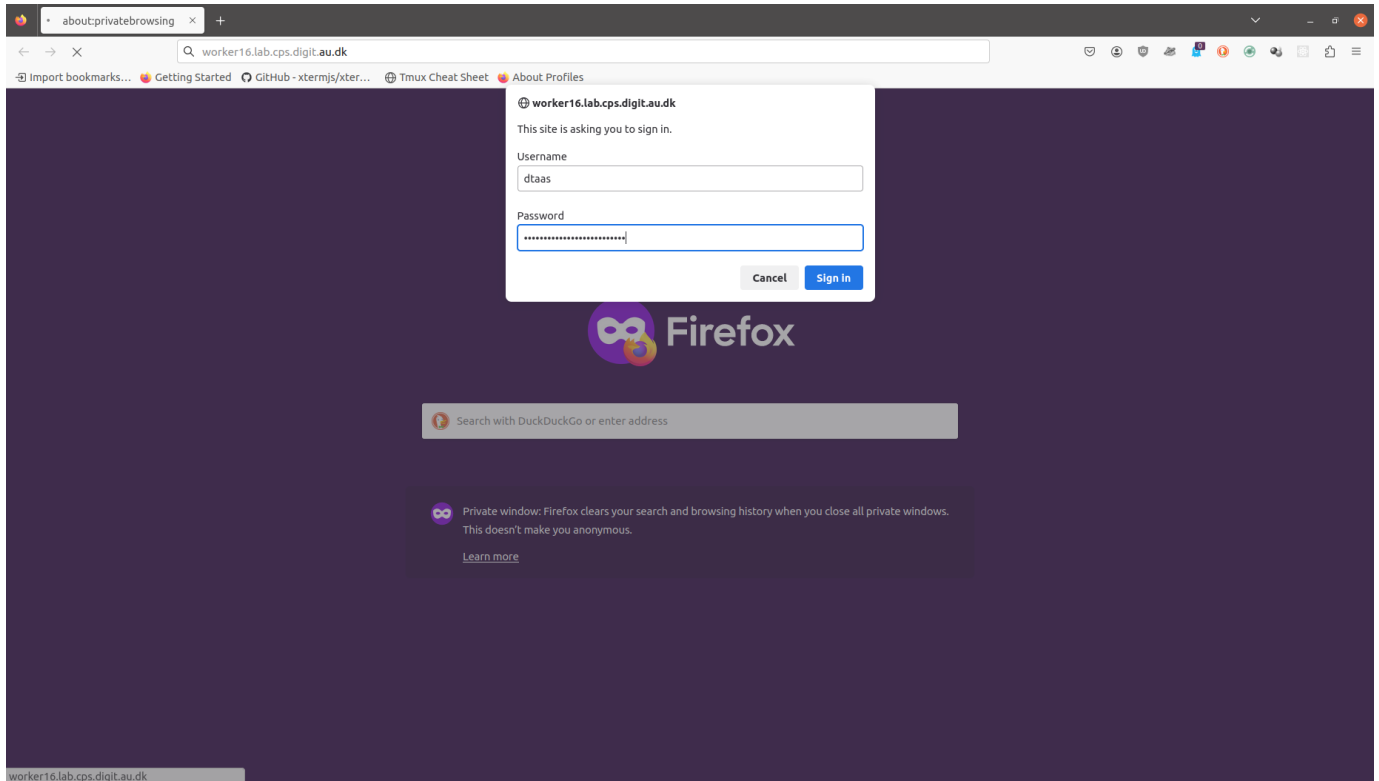 about:privatebrowsing
worker16.lab.cps.digit.au.dk
0
Import bookmarks... Getting Started GitHub - xtermjs/xter... Tmux Cheat Sheet About Profiles
worker16.lab.cps.digit.au.dk
This site is asking you to sign in.
Username
dtaas
Password
••••••••••••••••••••••••••
Cancel Sign in
Firefox
Search with DuckDuckGo or enter address
Private window: Firefox clears your search and browsing history when you close all private windows.
This doesn't make you anonymous.
Learn more
worker16.lab.cps.digit.au.dk